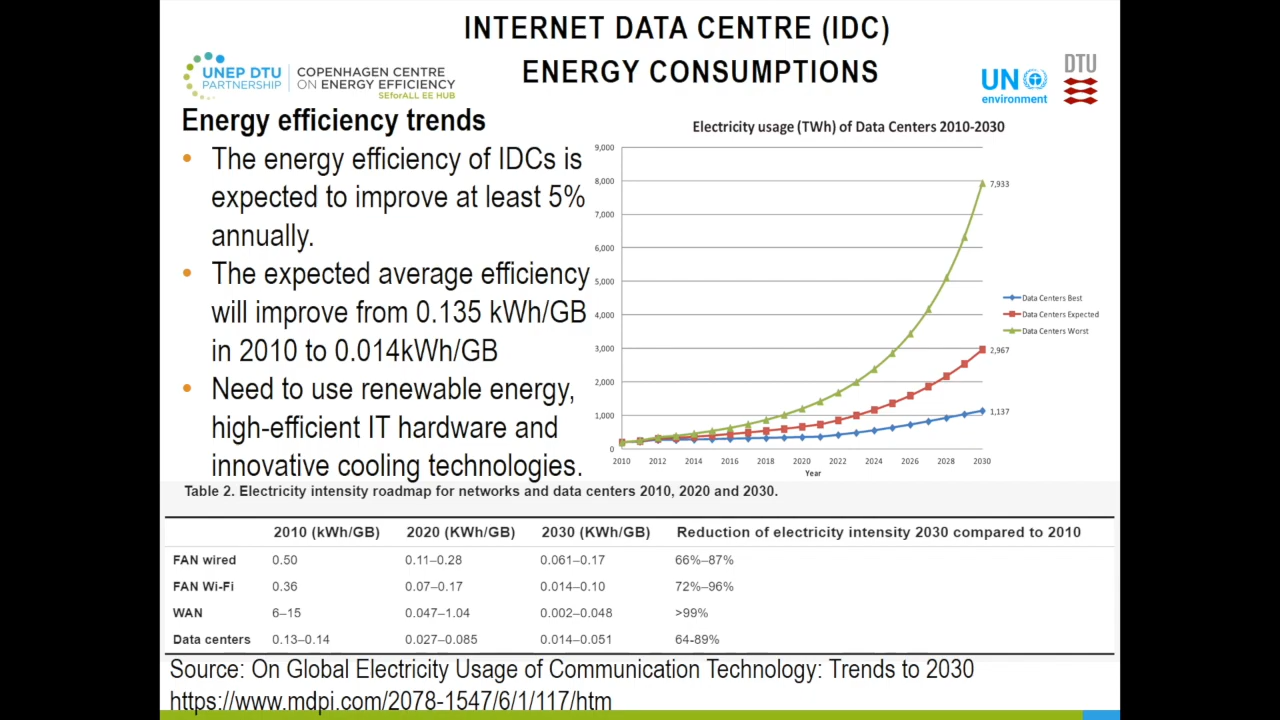 INTERNET DATA CENTRE (IDC)
ENERGY CONSUMPTIONS
UNEP DTU
PARTNERSHIP
COPENHAGEN CENTRE
ON ENERGY EFFICIENCY
SEforALL EE HUB
UN
environment
DTU
Energy efficiency trends
• The energy efficiency of IDCs is
expected to improve at least 5%
annually.
• The expected average efficiency
will improve from 0.135 kWh/GB
in 2010 to 0.014kWh/GB
• Need to use renewable energy,
high-efficient IT hardware and
innovative cooling technologies.
Electricity usage (TWh) of Data Centers 2010-2030
9,000
8,000
7,000
6,000
5,000
4,000
3,000
2,000
1,000
0
7,933
2,967
1,137
Data Centers Best
Data Centers Expected
Data Centers Worst
2010 2012 2014 2016 2018 2020 2022 2024 2026 2028 2030
Year
Table 2. Electricity intensity roadmap for networks and data centers 2010, 2020 and 2030.
2010 (kWh/GB) 2020 (KWh/GB) 2030 (KWh/GB) Reduction of electricity intensity 2030 compared to 2010
FAN wired 0.50 0.11–0.28 0.061–0.17 66%–87%
FAN Wi-Fi 0.36 0.07–0.17 0.014–0.10 72%–96%
WAN 6–15 0.047–1.04 0.002–0.048 >99%
Data centers 0.13–0.14 0.027–0.085 0.014–0.051 64-89%
Source: On Global Electricity Usage of Communication Technology: Trends to 2030
https://www.mdpi.com/2078-1547/6/1/117/htm